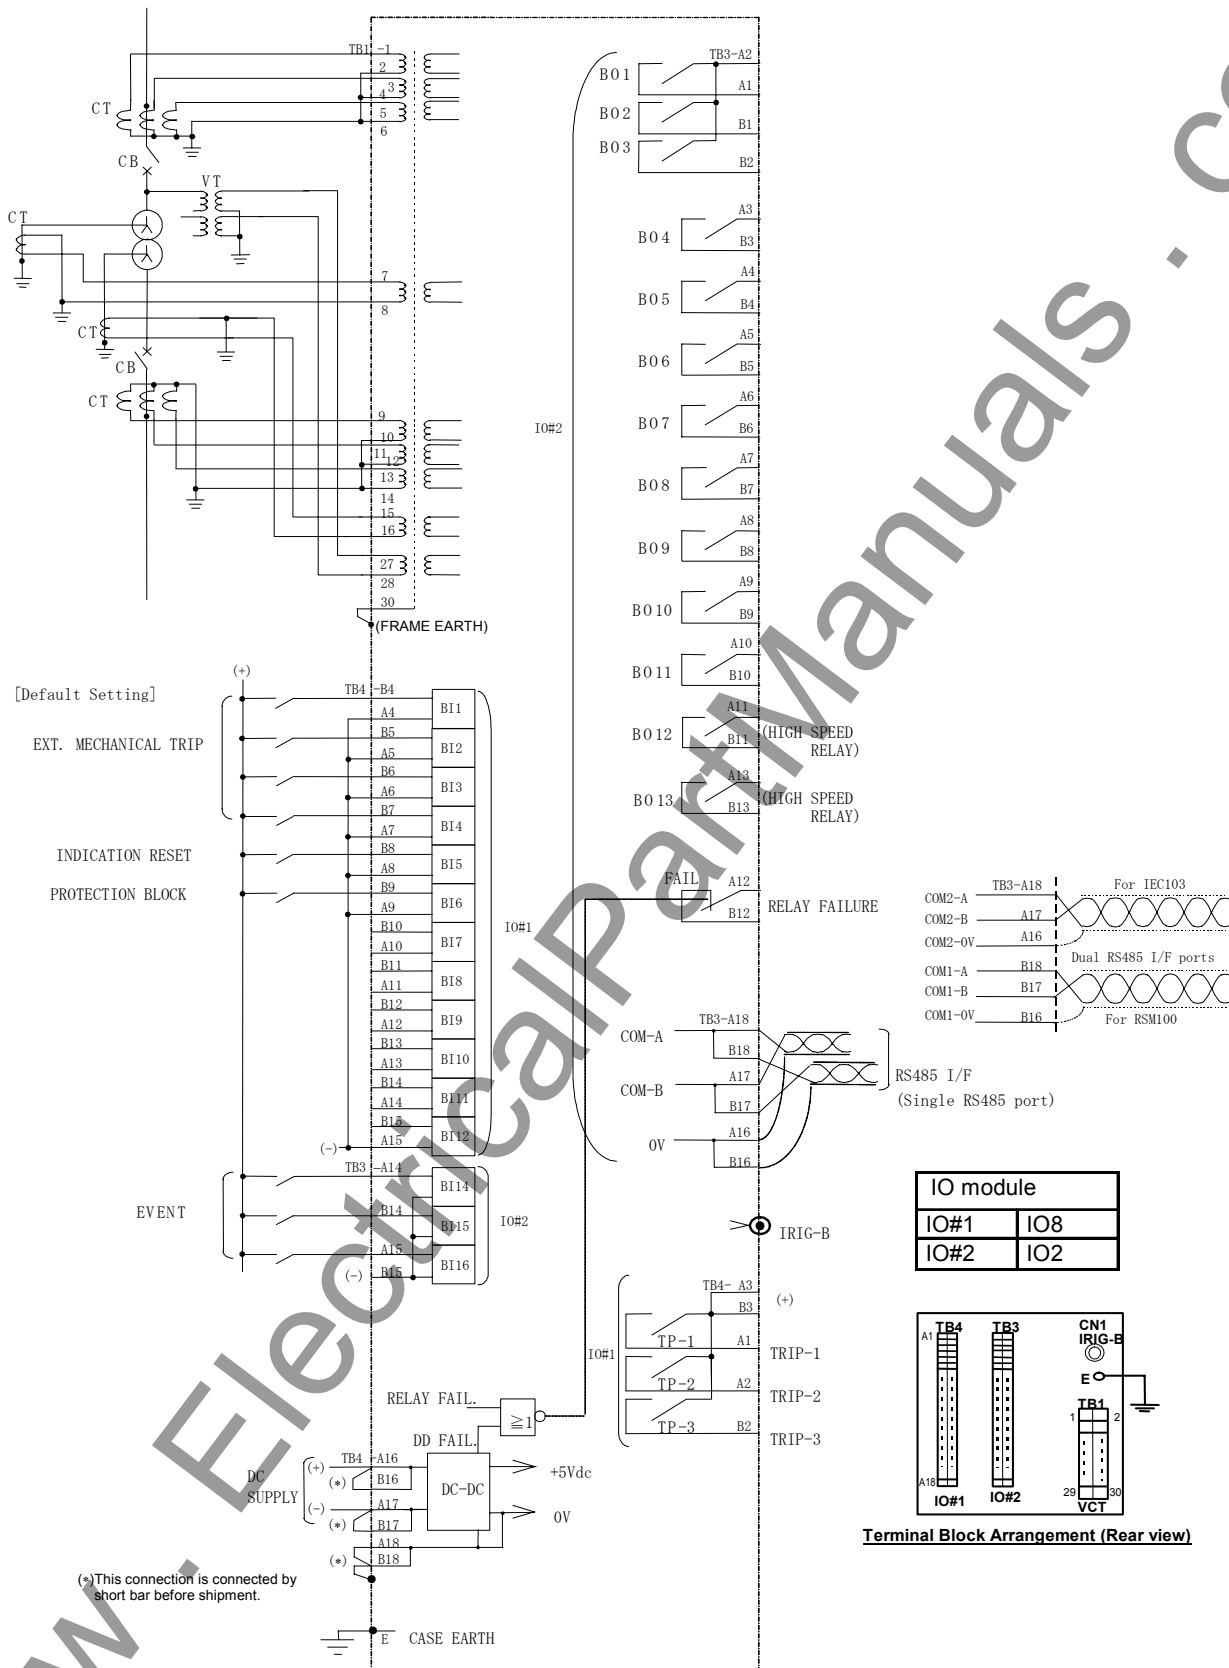 TB1 -1
2
3
4
5
6
CT
CB
VT
CT
7
8
CT
CB
CT
9
10
11
12
13
14
15
16
27
28
30
(FRAME EARTH)
IO#2
BO1
TB3-A2
A1
BO2
B1
BO3
B2
BO4
A3
B3
BO5
A4
B4
BO6
A5
B5
BO7
A6
B6
BO8
A7
B7
BO9
A8
B8
BO10
A9
B9
BO11
A10
B10
BO12
A11
B11
(HIGH SPEED
RELAY)
BO13
A13
B13
(HIGH SPEED
RELAY)
FAIL
A12
B12
RELAY FAILURE
(+)
[Default Setting]
EXT. MECHANICAL TRIP
INDICATION RESET
PROTECTION BLOCK
TB4 -B4
A4
BI1
B5
A5
BI2
B6
A6
BI3
B7
A7
BI4
B8
A8
BI5
B9
A9
BI6
B10
A10
BI7
B11
A11
BI8
B12
A12
BI9
B13
A13
BI10
B14
A14
BI11
B15
A15
BI12
(-)
IO#1
TB3 -A14
BI14
EVENT
B14
BI15
A15
BI16
B15
(-)
IO#2
COM-A
TB3-A18
B18
COM-B
A17
B17
0V
A16
B16
RS485 I/F
(Single RS485 port)
COM2-A
TB3-A18
For IEC103
COM2-B
A17
COM2-0V
A16
Dual RS485 I/F ports
COM1-A
B18
COM1-B
B17
COM1-0V
B16
For RSM100
IRIG-B
IO#1
TB4- A3
(+)
B3
TP-1
A1
TRIP-1
TP-2
A2
TRIP-2
TP-3
B2
TRIP-3
RELAY FAIL.
≧1
DD FAIL.
DC
SUPPLY
(+)
TB4 -A16
(*)
B16
(-)
A17
(*)
B17
A18
(*)
B18
DC-DC
+5Vdc
0V
(*)This connection is connected by
short bar before shipment.
E
CASE EARTH
IO module
IO#1 IO8
IO#2 IO2
TB4
TB3
CN1
IRIG-B
A1
E
TB1
1
2
A18
29
30
IO#1
IO#2
VCT
Terminal Block Arrangement (Rear view)
w . ElectricalPartManuals . c